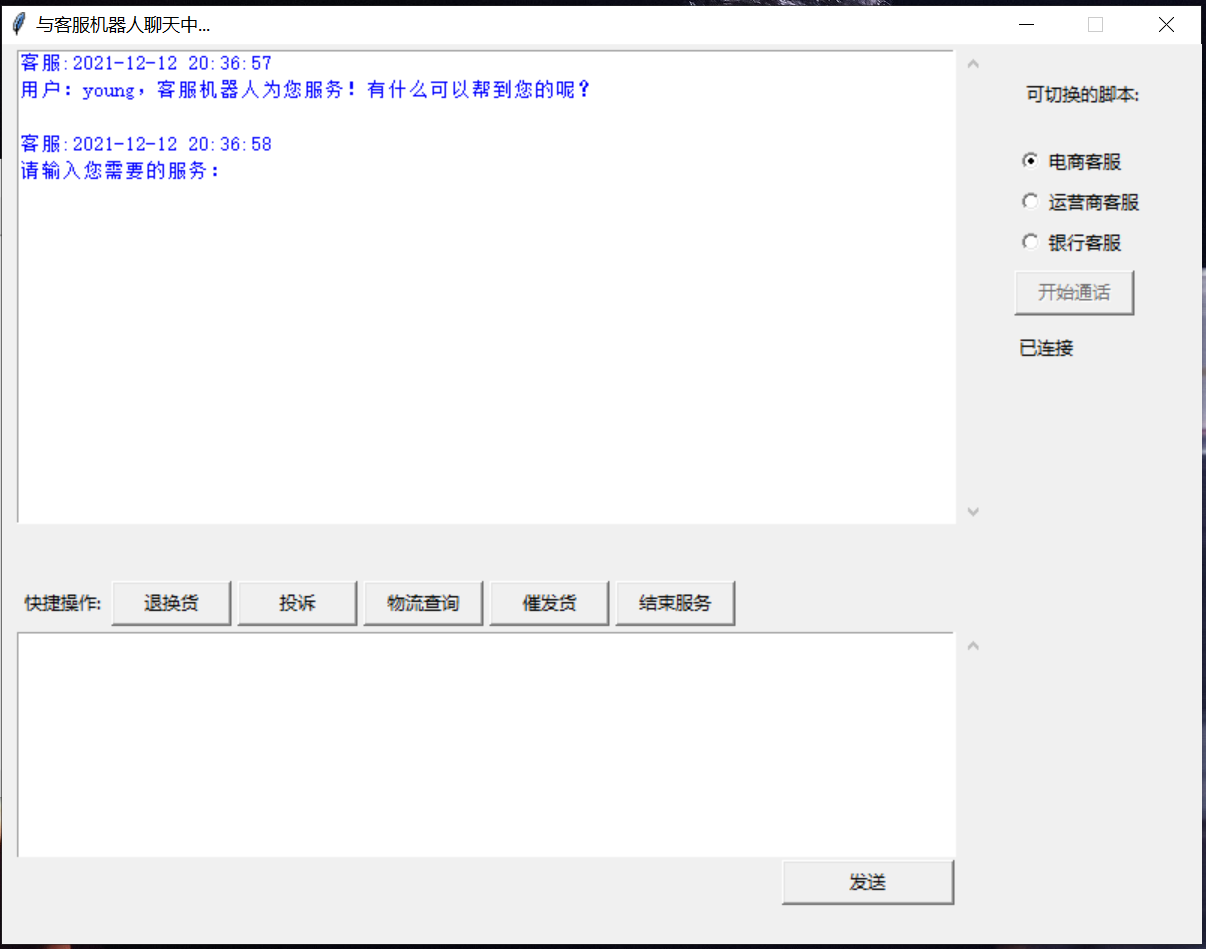 与客服机器人聊天中...
客服:2021-12-12 20:36:57
用户：young，客服机器人为您服务！有什么可以帮到您的呢？
客服:2021-12-12 20:36:58
请输入您需要的服务：
可切换的脚本:
电商客服
运营商客服
银行客服
开始通话
已连接
快捷操作: 退换货 投诉 物流查询 催发货 结束服务
发送